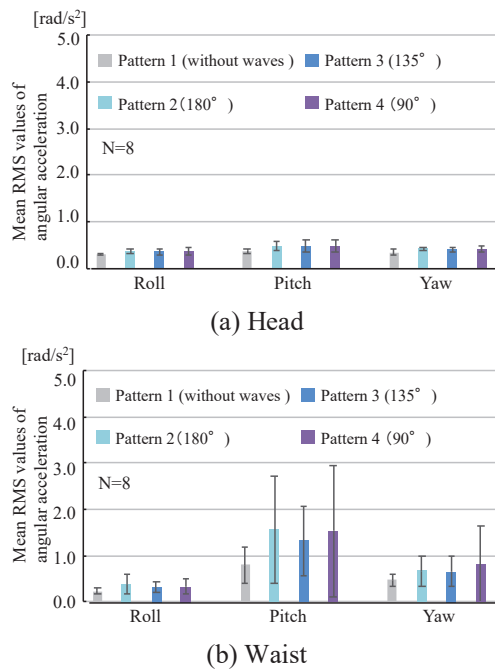 [rad/s²]
Mean RMS values of
angular acceleration
5.0
4.0
3.0
2.0
1.0
0.0
Pattern 1 (without waves )
Pattern 3 (135° )
Pattern 2(180° )
Pattern 4 (90° )
N=8
Roll
Pitch
Yaw
(a) Head
[rad/s²]
Mean RMS values of
angular acceleration
5.0
4.0
3.0
2.0
1.0
0.0
Pattern 1 (without waves )
Pattern 3 (135° )
Pattern 2(180° )
Pattern 4 (90° )
N=8
Roll
Pitch
Yaw
(b) Waist